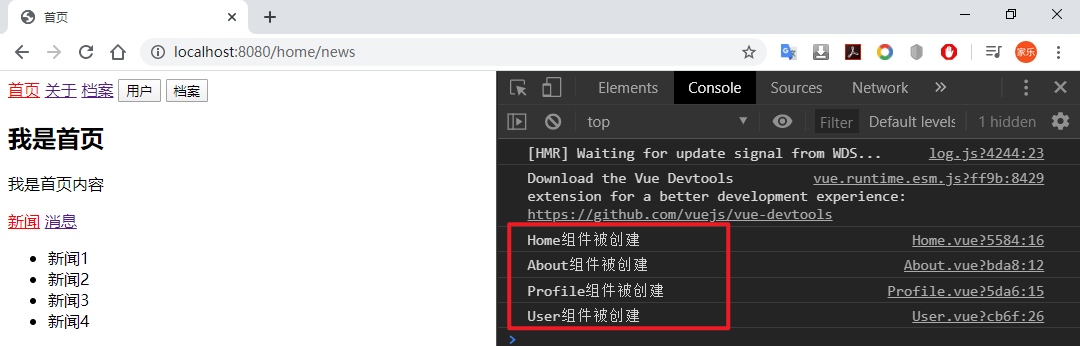 首页
localhost:8080/home/news
家乐
首页 关于 档案 用户 档案
我是首页
我是首页内容
新闻 消息
新闻1
新闻2
新闻3
新闻4
Elements Console Sources Network
top Filter Default levels 1 hidden
[HMR] Waiting for update signal from WDS... log.js?4244:23
Download the Vue Devtools vue.runtime.esm.js?ff9b:8429
extension for a better development experience:
https://github.com/vuejs/vue-devtools
Home组件被创建 Home.vue?5584:16
About组件被创建 About.vue?bda8:12
Profile组件被创建 Profile.vue?5da6:15
User组件被创建 User.vue?cb6f:26